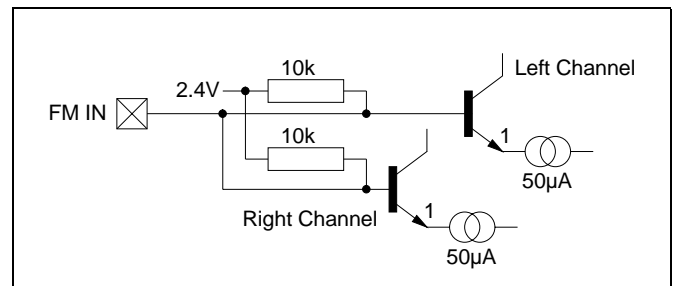 10k
Left Channel
2.4V
FM IN
10k
1
50µA
Right Channel
1
50µA